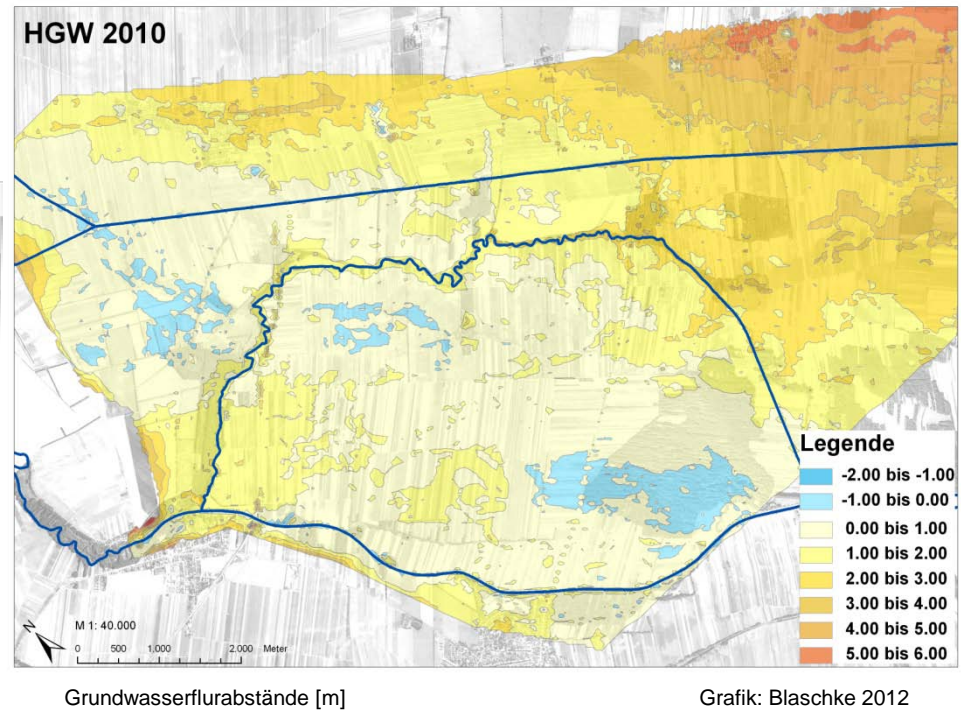 HGW 2010
Legende
-2.00 bis -1.00
-1.00 bis 0.00
0.00 bis 1.00
1.00 bis 2.00
2.00 bis 3.00
3.00 bis 4.00
4.00 bis 5.00
5.00 bis 6.00
N
M 1: 40.000
0 500 1.000 2.000 Meter
Grundwasserflurabstände [m] Grafik: Blaschke 2012